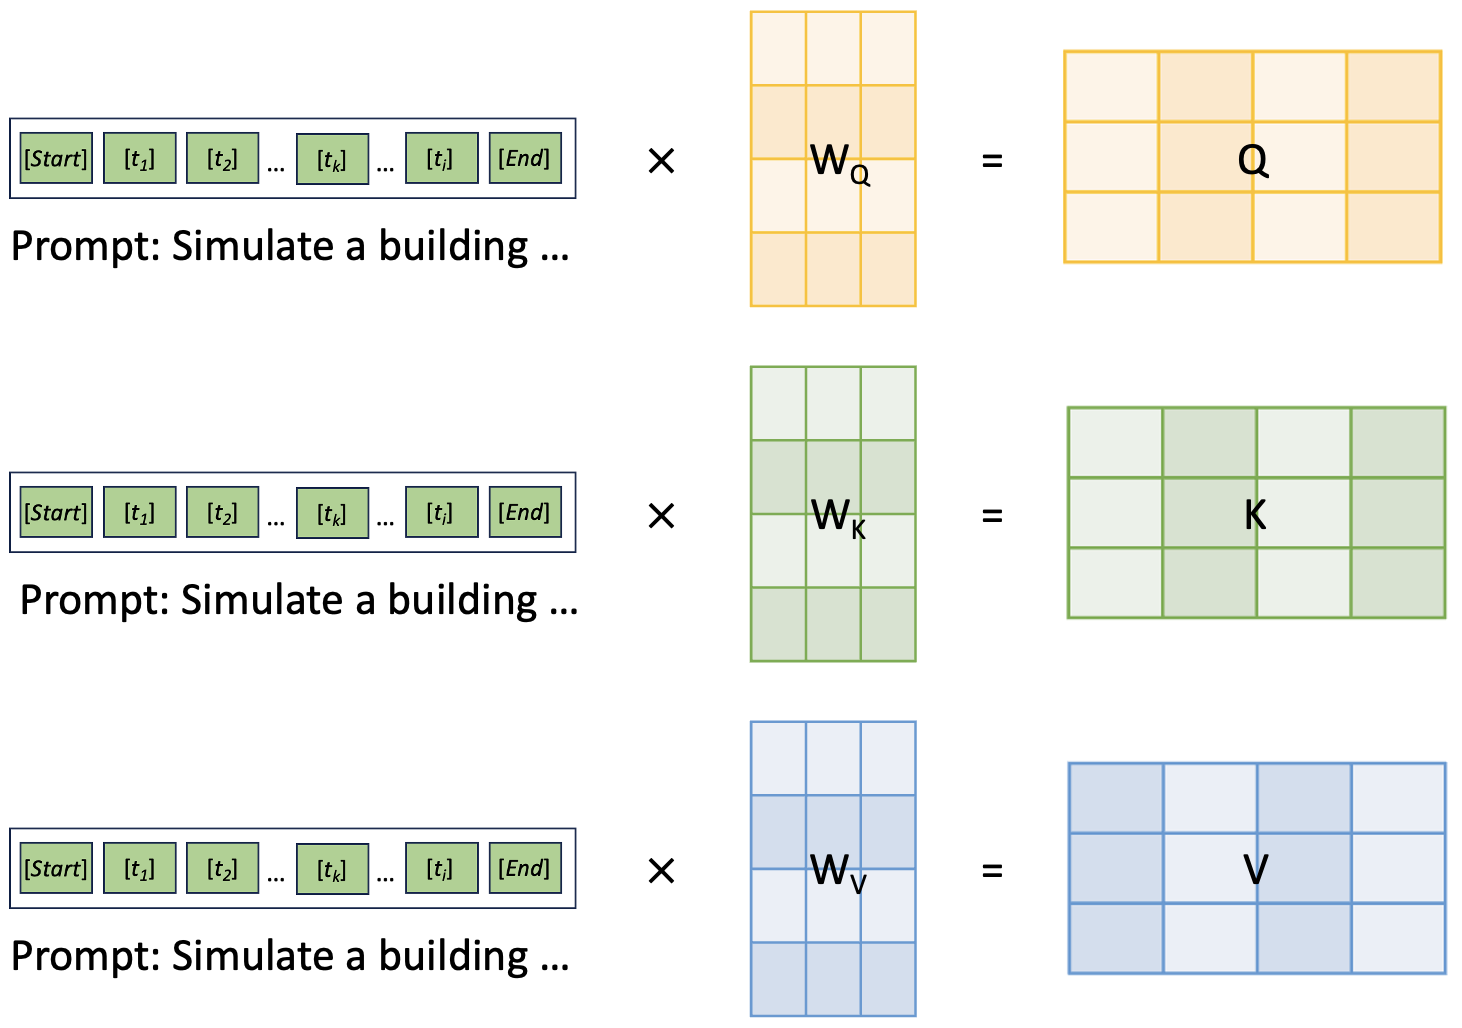 [Start] [t1] [t2] ... [tk] ... [ti] [End] × WQ = Q
Prompt: Simulate a building ...
[Start] [t1] [t2] ... [tk] ... [ti] [End] × WK = K
Prompt: Simulate a building ...
[Start] [t1] [t2] ... [tk] ... [ti] [End] × WV = V
Prompt: Simulate a building ...